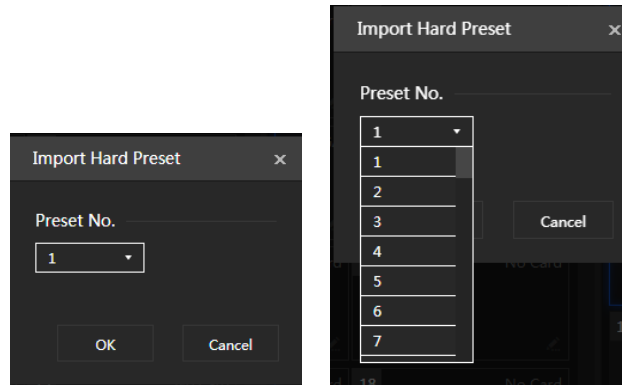 Import Hard Preset
×
Preset No.
1
OK
Cancel
Import Hard Preset
×
Preset No.
1
1
2
3
4
5
6
7
Cancel
No Card
18
No Card